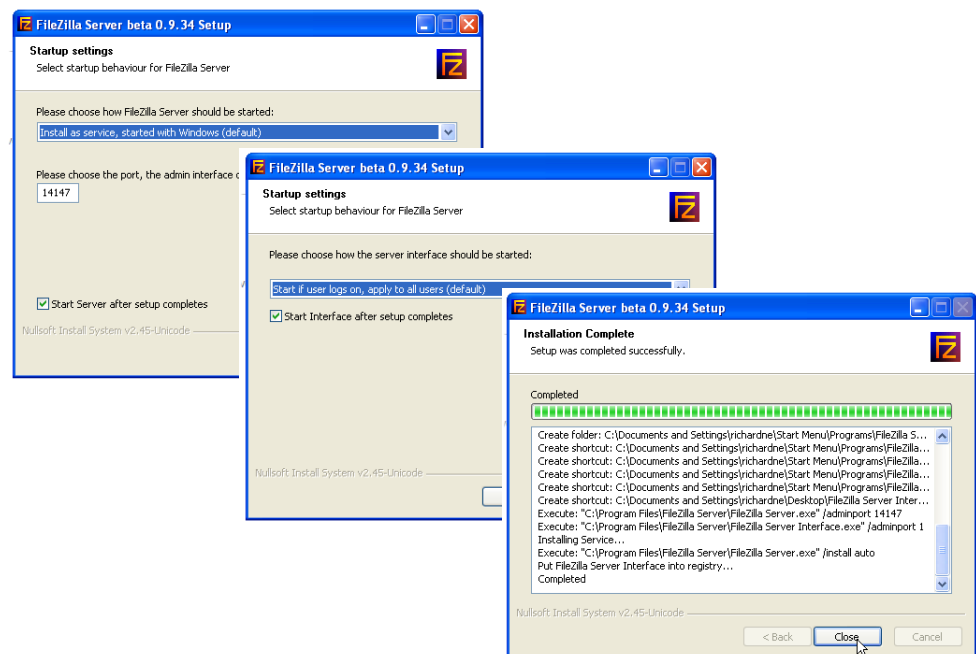 FileZilla Server beta 0.9.34 Setup
Startup settings
Select startup behaviour for FileZilla Server
Please choose how FileZilla Server should be started:
Install as service, started with Windows (default)
Please choose the port, the admin interface
14147
Start Server after setup completes
Nullsoft Install System v2.45-Unicode
FileZilla Server beta 0.9.34 Setup
Startup settings
Select startup behaviour for FileZilla Server
Please choose how the server interface should be started:
Start if user logs on, apply to all users (default)
Start Interface after setup completes
Nullsoft Install System v2.45-Unicode
FileZilla Server beta 0.9.34 Setup
Installation Complete
Setup was completed successfully.
Completed
Create folder: C:\Documents and Settings\richardne\Start Menu\Programs\FileZilla S...
Create shortcut: C:\Documents and Settings\richardne\Start Menu\Programs\FileZilla...
Create shortcut: C:\Documents and Settings\richardne\Start Menu\Programs\FileZilla...
Create shortcut: C:\Documents and Settings\richardne\Start Menu\Programs\FileZilla...
Create shortcut: C:\Documents and Settings\richardne\Start Menu\Programs\FileZilla...
Create shortcut: C:\Documents and Settings\richardne\Desktop\FileZilla Server Inter...
Execute: "C:\Program Files\FileZilla Server\FileZilla Server.exe" /adminport 14147
Execute: "C:\Program Files\FileZilla Server\FileZilla Server Interface.exe" /adminport 1
Installing Service...
Execute: "C:\Program Files\FileZilla Server\FileZilla Server.exe" /install auto
Put FileZilla Server Interface into registry...
Completed
Nullsoft Install System v2.45-Unicode
< Back
Close
Cancel